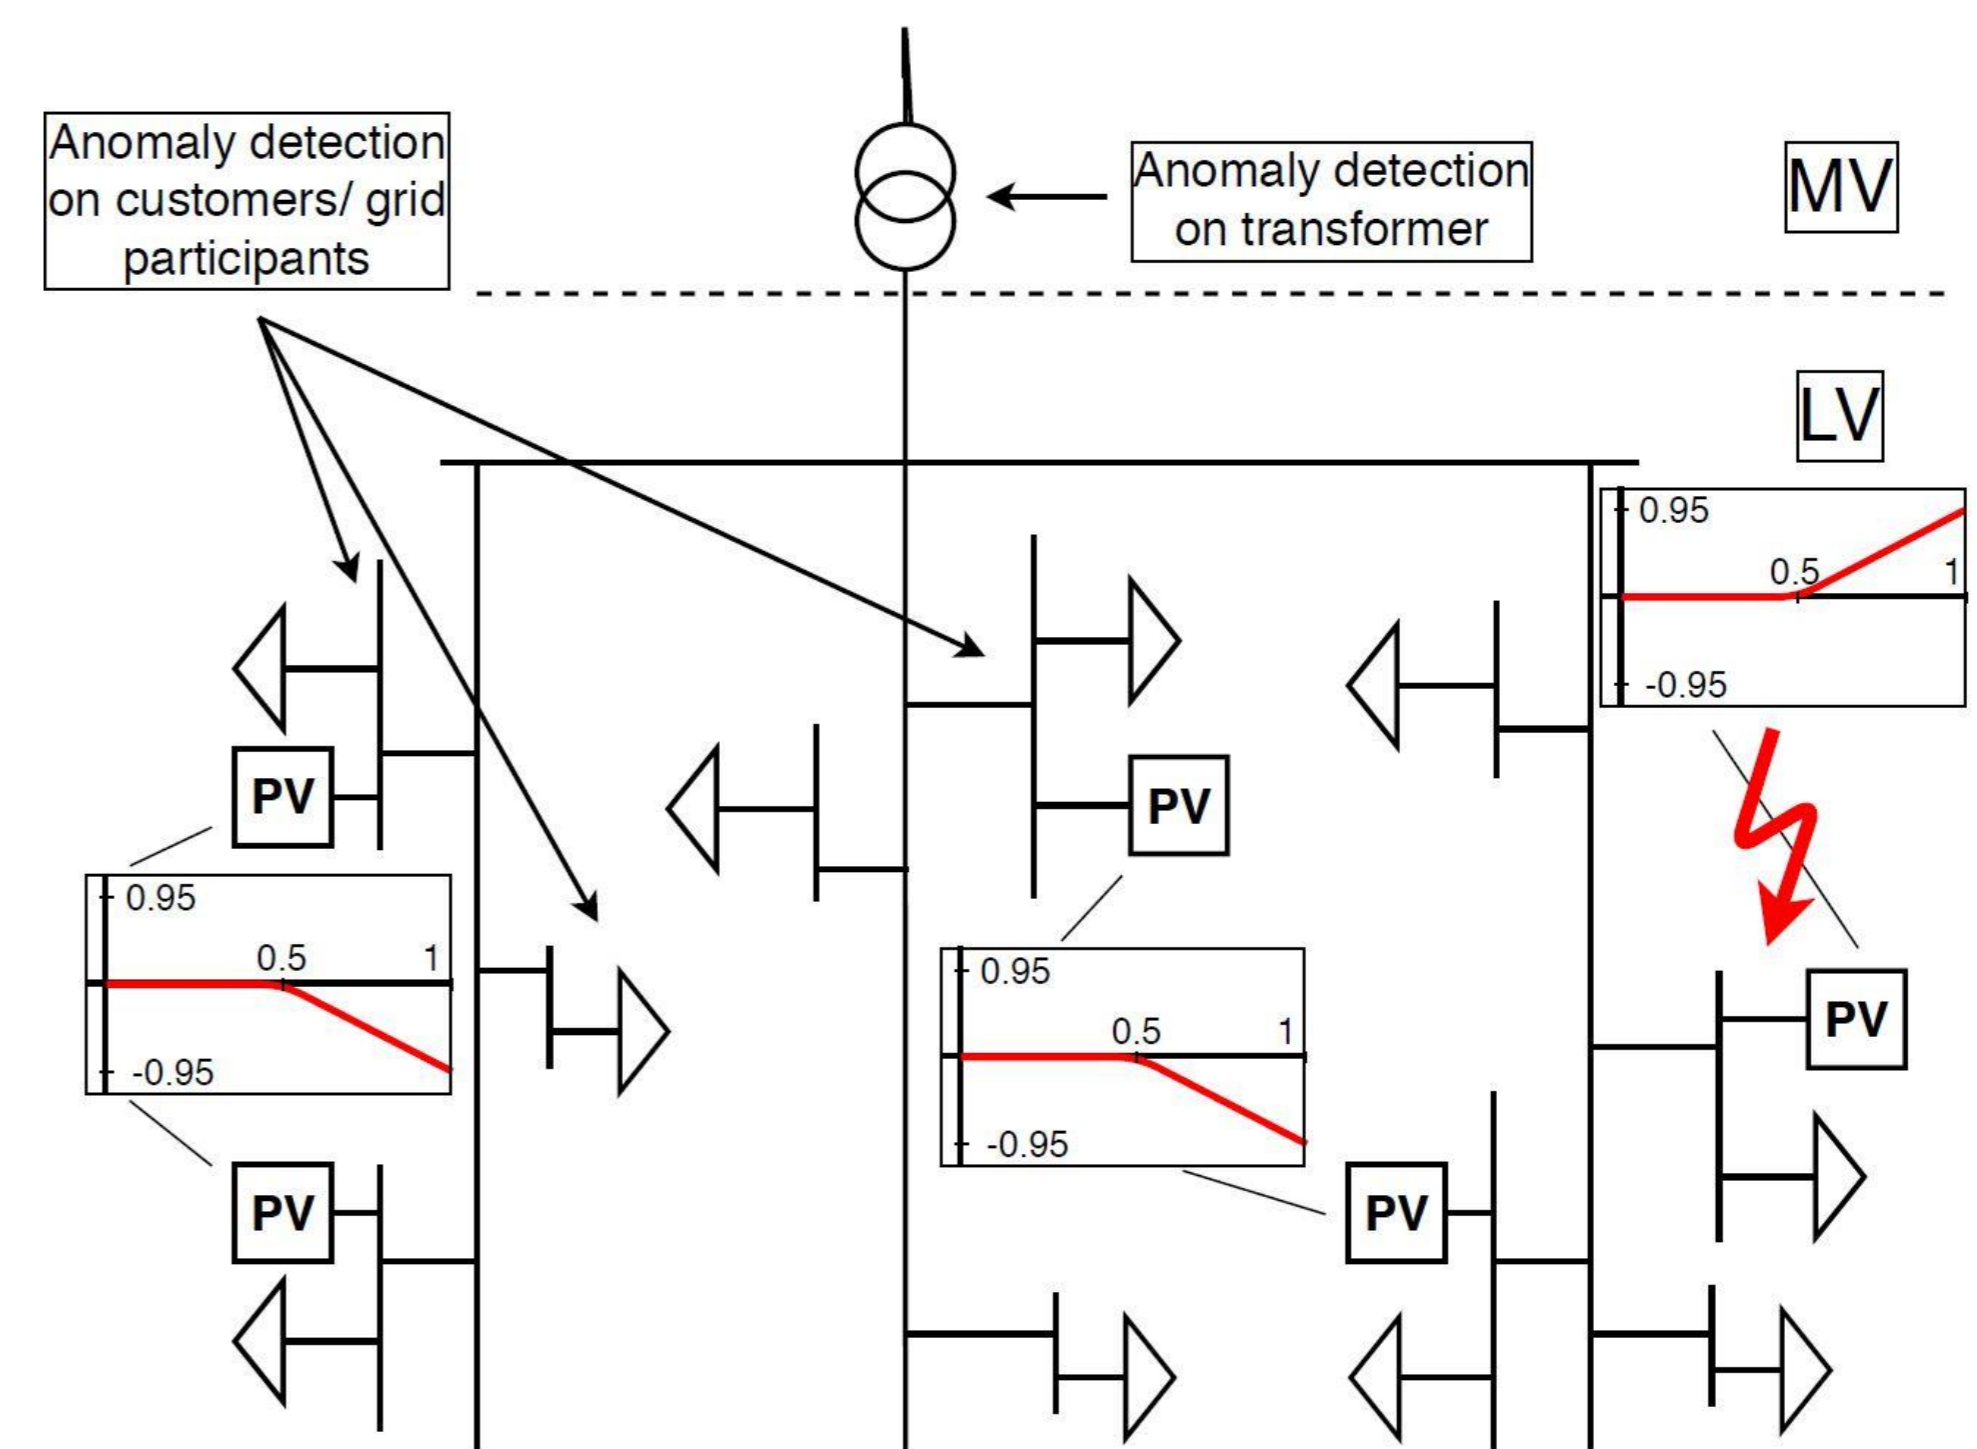 Anomaly detection
on customers/ grid
participants
Anomaly detection
on transformer
MV
LV
0.95
0.5
1
-0.95
PV
PV
0.95
0.5
1
-0.95
0.95
0.5
1
-0.95
PV
PV
PV